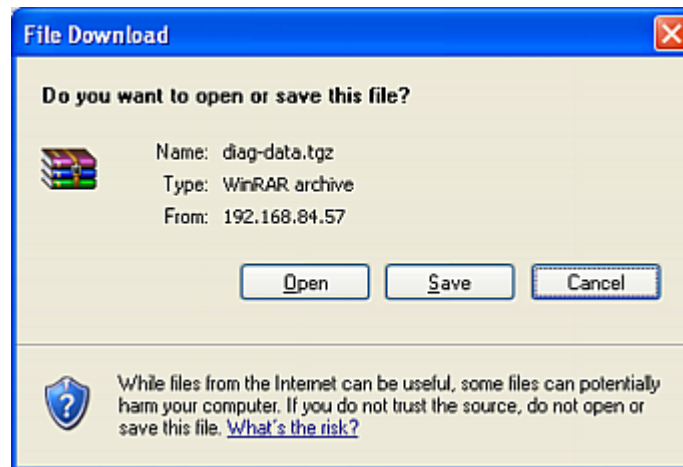 File Download
Do you want to open or save this file?
Name: diag-data.tgz
Type: WinRAR archive
From: 192.168.84.57
Open Save Cancel
While files from the Internet can be useful, some files can potentially
harm your computer. If you do not trust the source, do not open or
save this file. What's the risk?